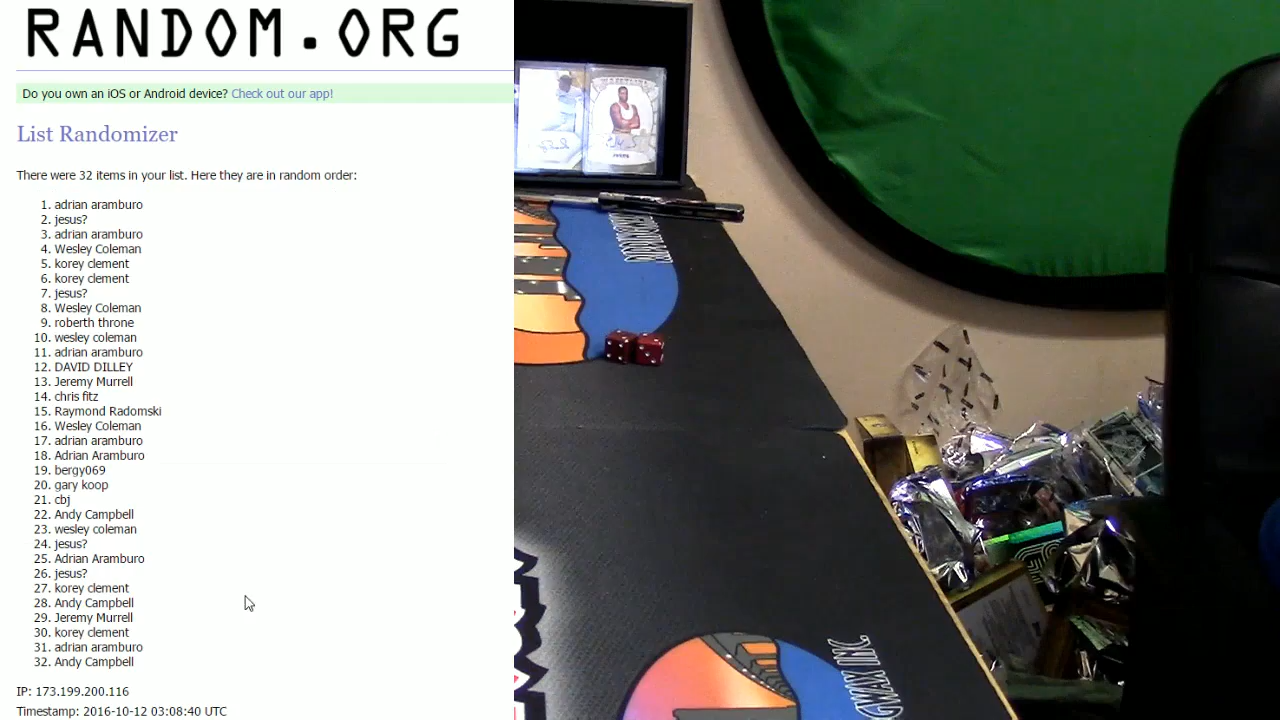 RANDOM.ORG
Do you own an iOS or Android device? Check out our app!
List Randomizer
There were 32 items in your list. Here they are in random order:
1. adrian aramburo
2. jesus?
3. adrian aramburo
4. Wesley Coleman
5. korey clement
6. korey clement
7. jesus?
8. Wesley Coleman
9. roberth throne
10. wesley coleman
11. adrian aramburo
12. DAVID DILLEY
13. Jeremy Murrell
14. chris fitz
15. Raymond Radomski
16. Wesley Coleman
17. adrian aramburo
18. Adrian Aramburo
19. bergy069
20. gary koop
21. cbj
22. Andy Campbell
23. wesley coleman
24. jesus?
25. Adrian Aramburo
26. jesus?
27. korey clement
28. Andy Campbell
29. Jeremy Murrell
30. korey clement
31. adrian aramburo
32. Andy Campbell
IP: 173.199.200.116
Timestamp: 2016-10-12 03:08:40 UTC
GWAX INC